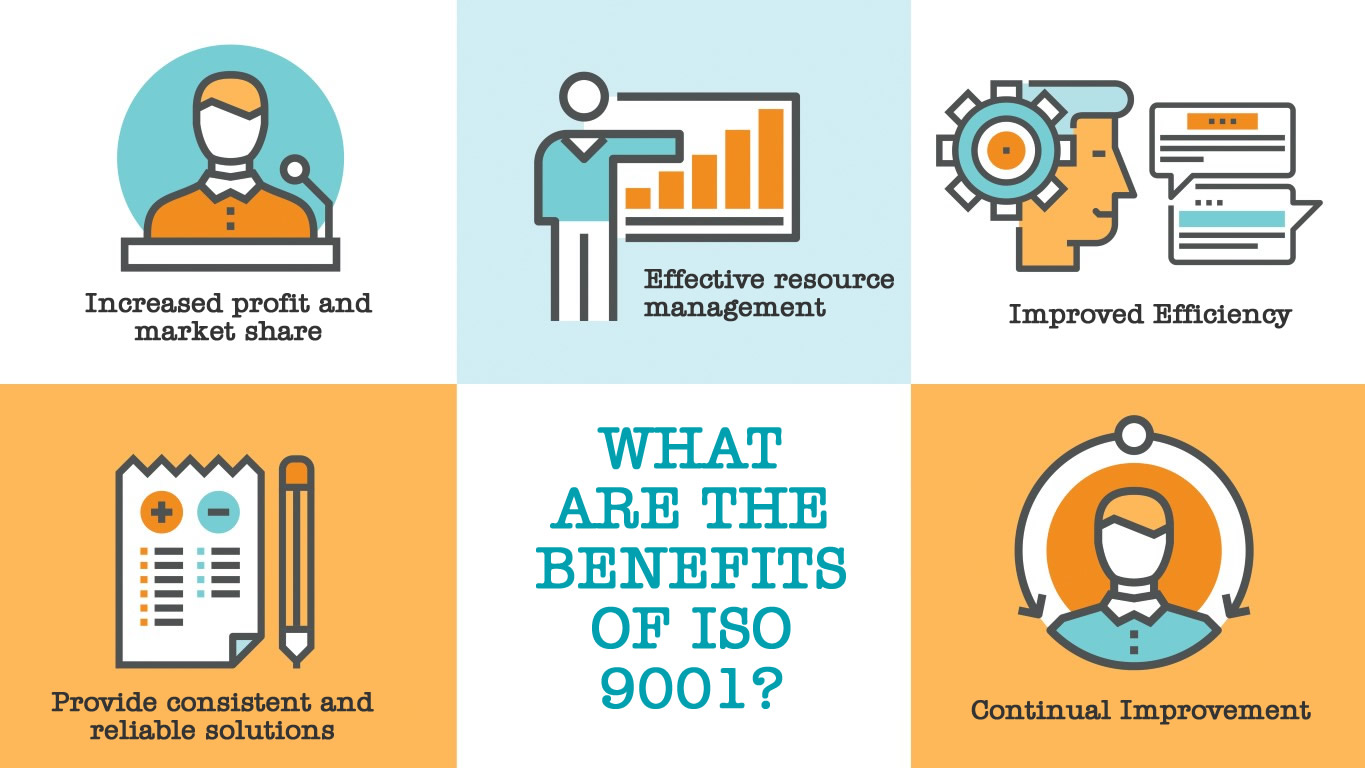 Increased profit and
market share
Effective resource
management
Improved Efficiency
Provide consistent and
reliable solutions
WHAT
ARE THE
BENEFITS
OF ISO
9001?
Continual Improvement